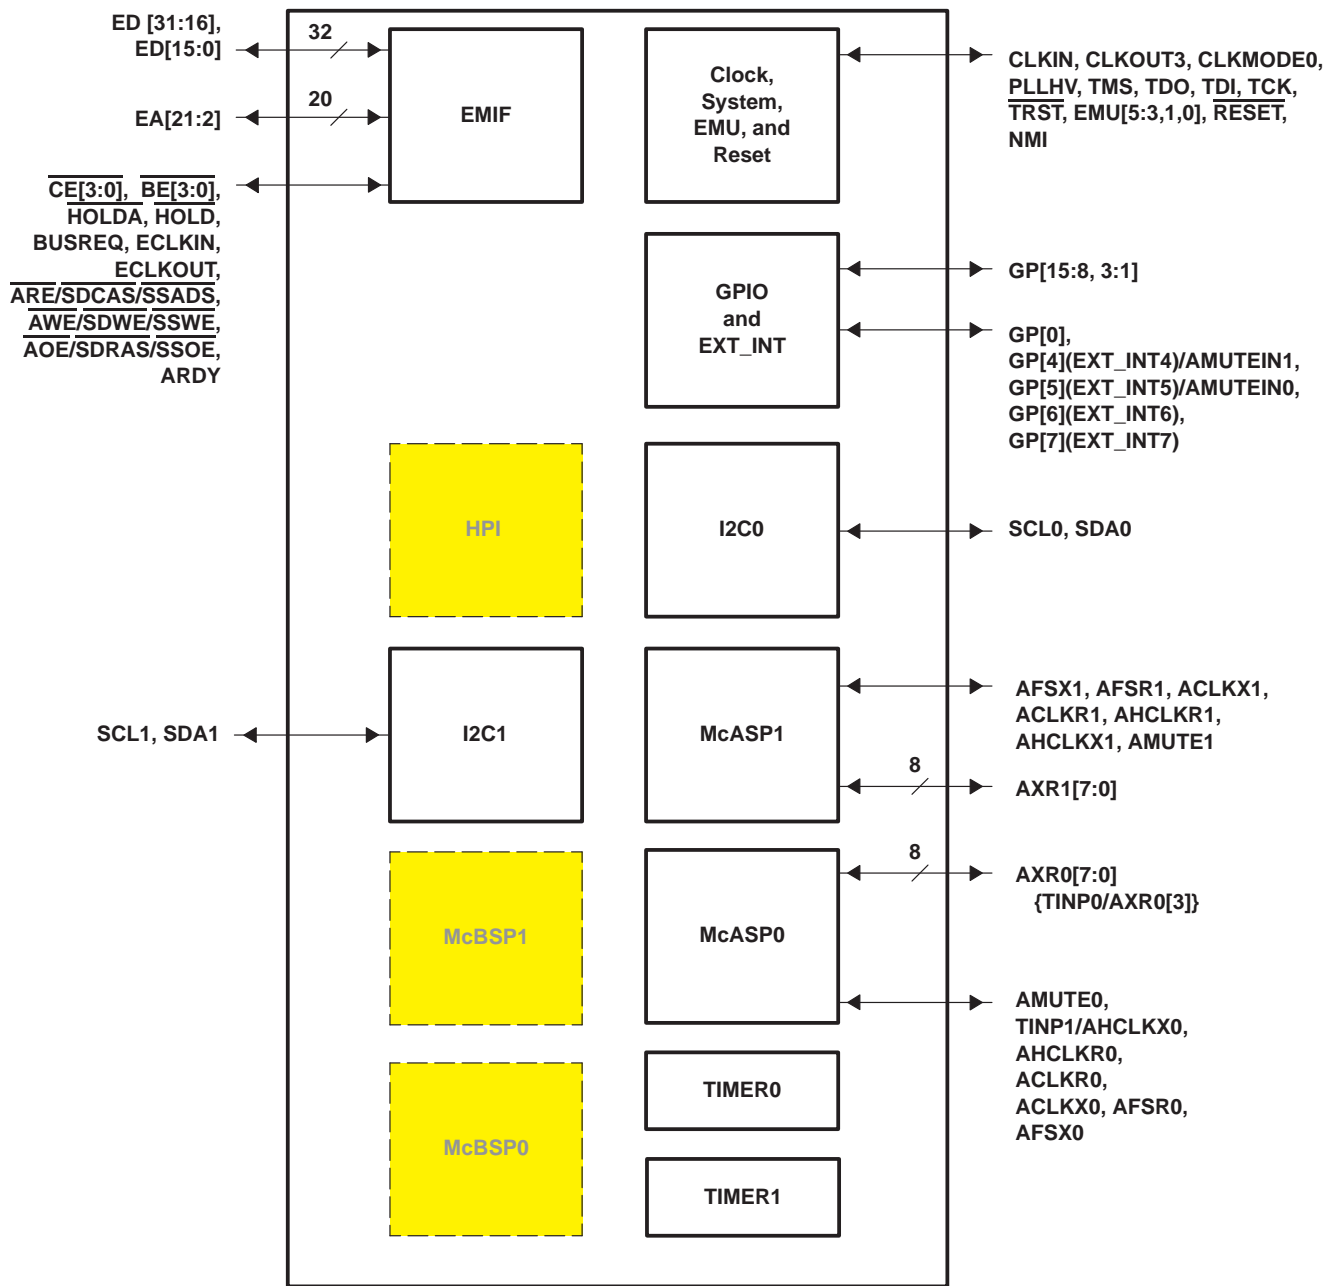 ED [31:16],
ED[15:0]
32
EA[21:2]
20
CE[3:0], BE[3:0],
HOLDA, HOLD,
BUSREQ, ECLKIN,
ECLKOUT,
ARE/SDCAS/SSADS,
AWE/SDWE/SSWE,
AOE/SDRAS/SSOE,
ARDY
EMIF
Clock,
System,
EMU, and
Reset
CLKIN, CLKOUT3, CLKMODE0,
PLLHV, TMS, TDO, TDI, TCK,
TRST, EMU[5:3,1,0], RESET,
NMI
GPIO
and
EXT_INT
GP[15:8, 3:1]
GP[0],
GP[4](EXT_INT4)/AMUTEIN1,
GP[5](EXT_INT5)/AMUTEIN0,
GP[6](EXT_INT6),
GP[7](EXT_INT7)
HPI
I2C0
SCL0, SDA0
SCL1, SDA1
I2C1
McASP1
AFSX1, AFSR1, ACLKX1,
ACLKR1, AHCLKR1,
AHCLKX1, AMUTE1
8
AXR1[7:0]
McBSP1
McASP0
8
AXR0[7:0]
{TINP0/AXR0[3]}
AMUTE0,
TINP1/AHCLKX0,
AHCLKR0,
ACLKR0,
ACLKX0, AFSR0,
AFSX0
McBSP0
TIMER0
TIMER1